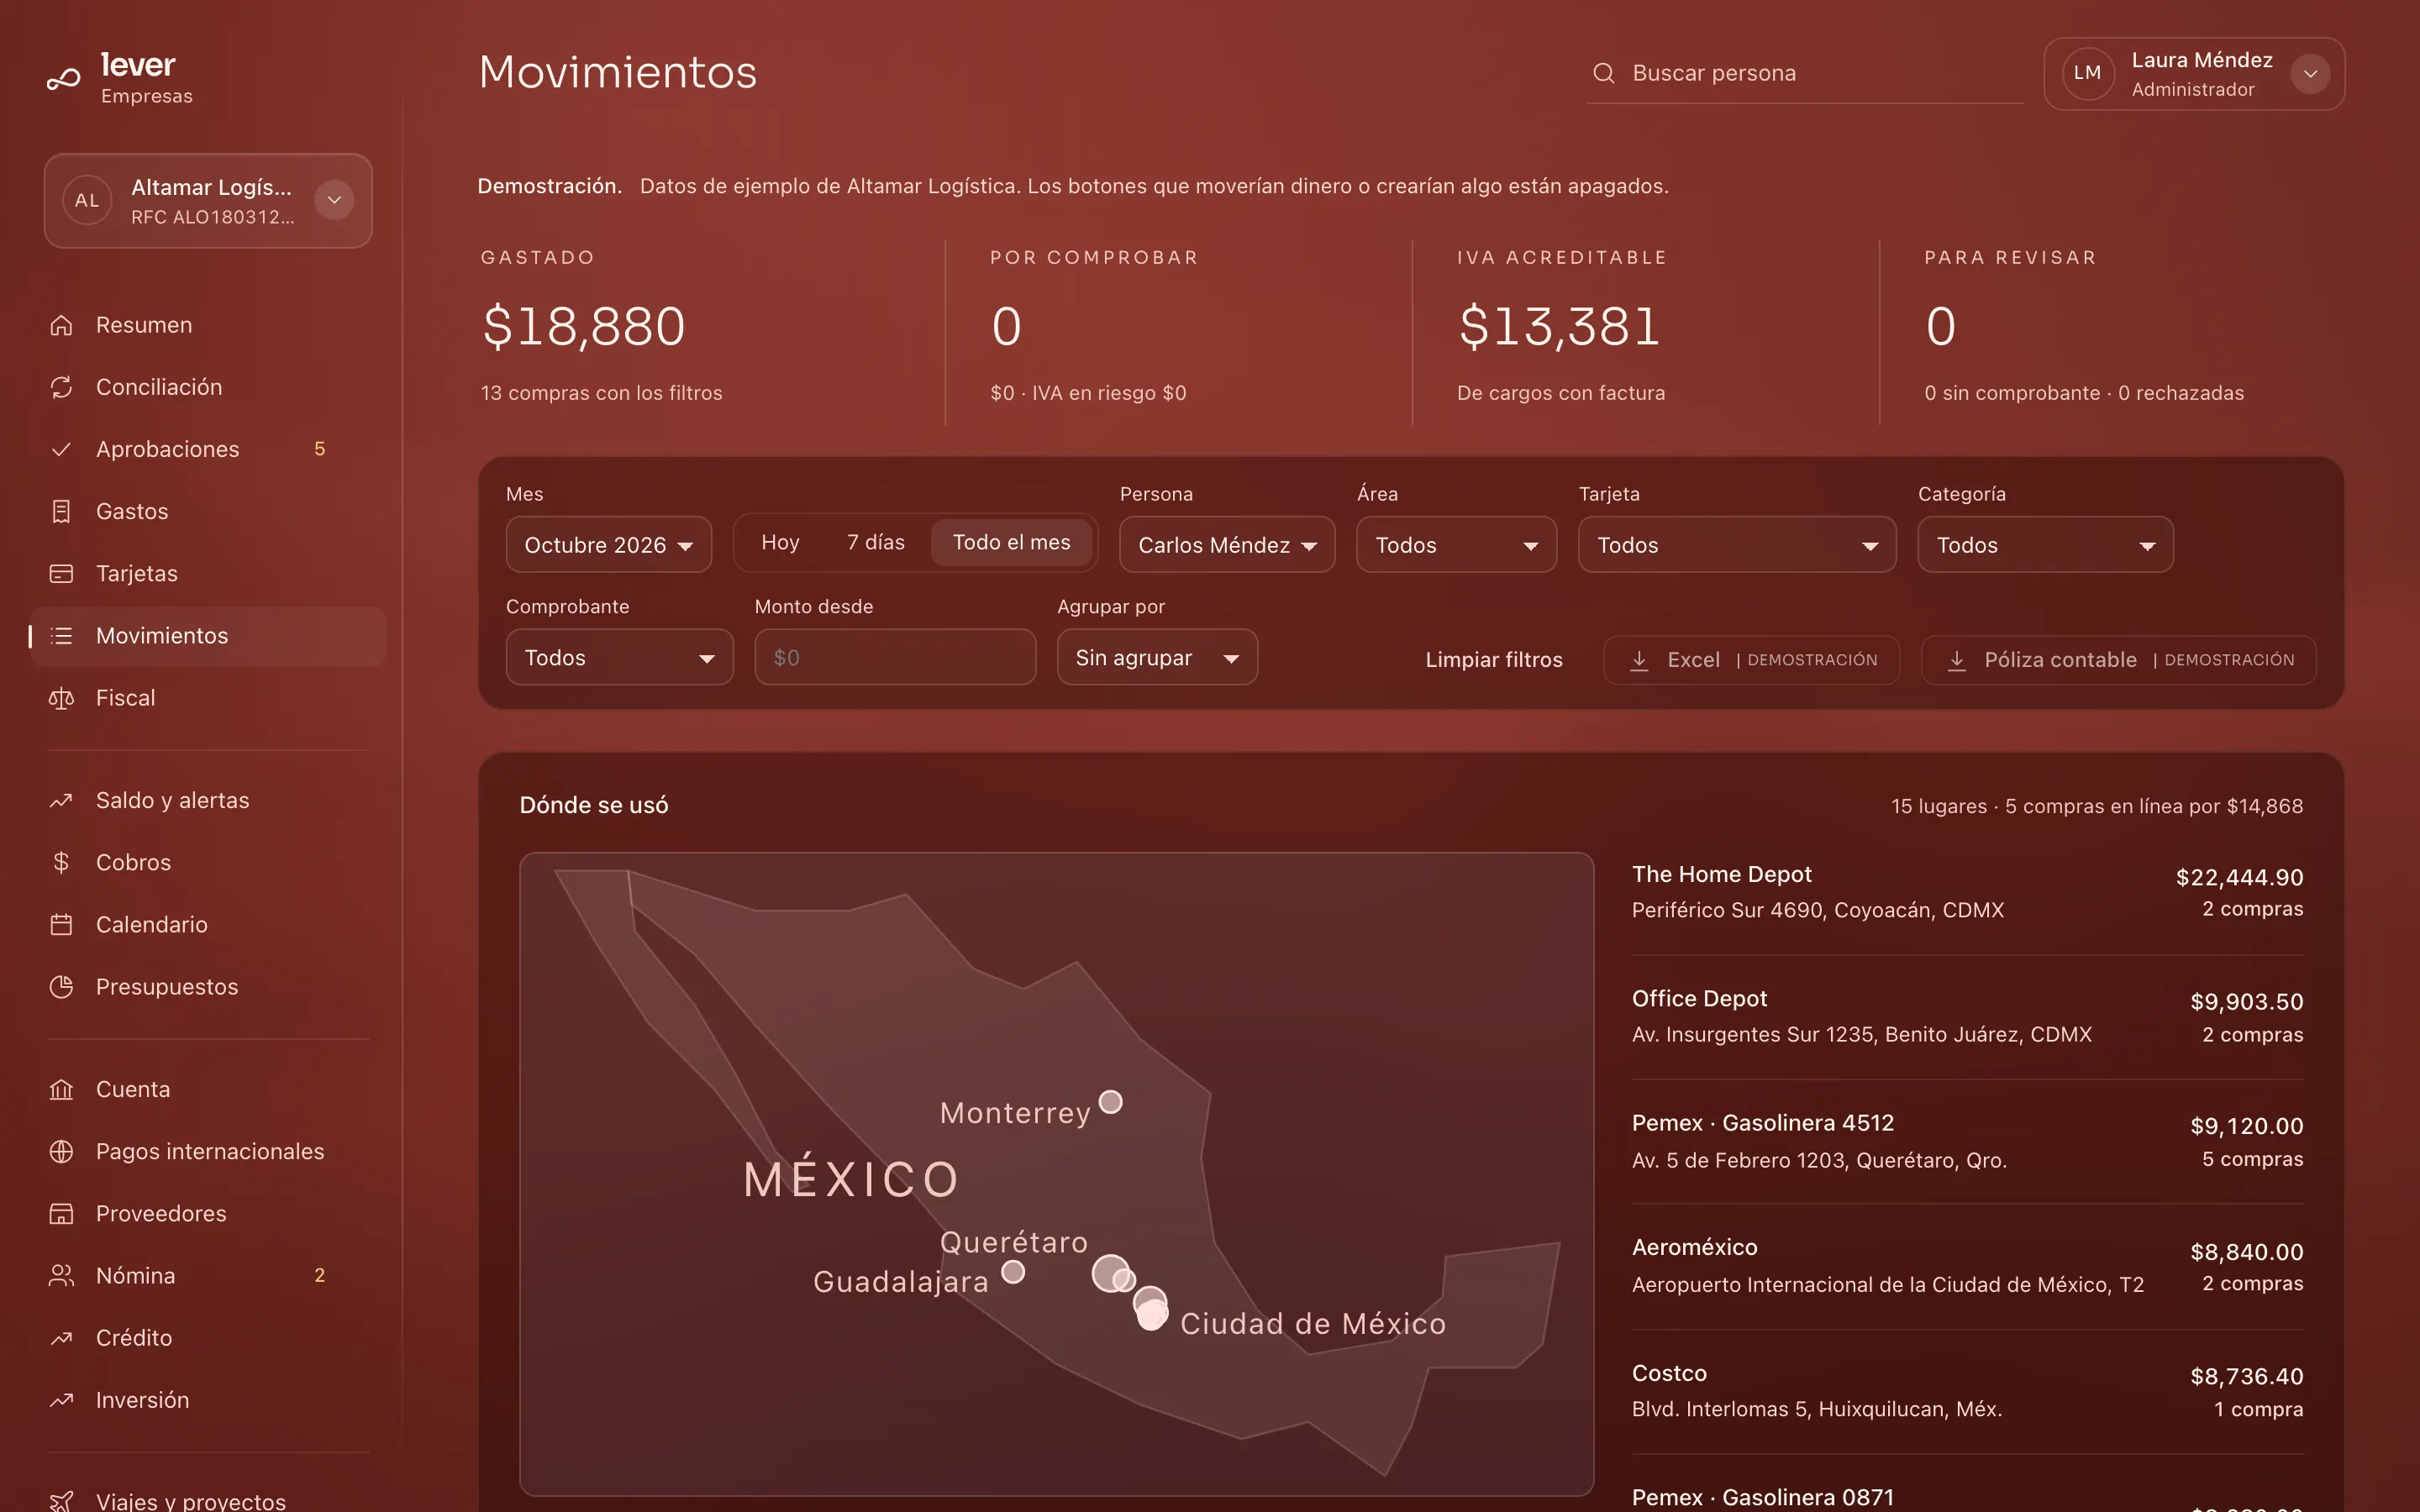 lever
Empresas
AL
Altamar Logís...
RFC ALO180312...
Resumen
Conciliación
Aprobaciones 5
Gastos
Tarjetas
Movimientos
Fiscal
Saldo y alertas
Cobros
Calendario
Presupuestos
Cuenta
Pagos internacionales
Proveedores
Nómina 2
Crédito
Inversión
Viajes y proyectos
Movimientos
Buscar persona
LM
Laura Méndez
Administrador
Demostración. Datos de ejemplo de Altamar Logística. Los botones que moverían dinero o crearían algo están apagados.
GASTADO
$18,880
13 compras con los filtros
POR COMPROBAR
0
$0 · IVA en riesgo $0
IVA ACREDITABLE
$13,381
De cargos con factura
PARA REVISAR
0
0 sin comprobante · 0 rechazadas
Mes
Octubre 2026
Hoy 7 días Todo el mes
Persona
Carlos Méndez
Área
Todos
Tarjeta
Todos
Categoría
Todos
Comprobante
Todos
Monto desde
$0
Agrupar por
Sin agrupar
Limpiar filtros
Excel | DEMOSTRACIÓN
Póliza contable | DEMOSTRACIÓN
Dónde se usó
15 lugares · 5 compras en línea por $14,868
Monterrey
MÉXICO
Querétaro
Guadalajara
Ciudad de México
The Home Depot $22,444.90
Periférico Sur 4690, Coyoacán, CDMX 2 compras
Office Depot $9,903.50
Av. Insurgentes Sur 1235, Benito Juárez, CDMX 2 compras
Pemex · Gasolinera 4512 $9,120.00
Av. 5 de Febrero 1203, Querétaro, Qro. 5 compras
Aeroméxico $8,840.00
Aeropuerto Internacional de la Ciudad de México, T2 2 compras
Costco $8,736.40
Blvd. Interlomas 5, Huixquilucan, Méx. 1 compra
Pemex · Gasolinera 0871